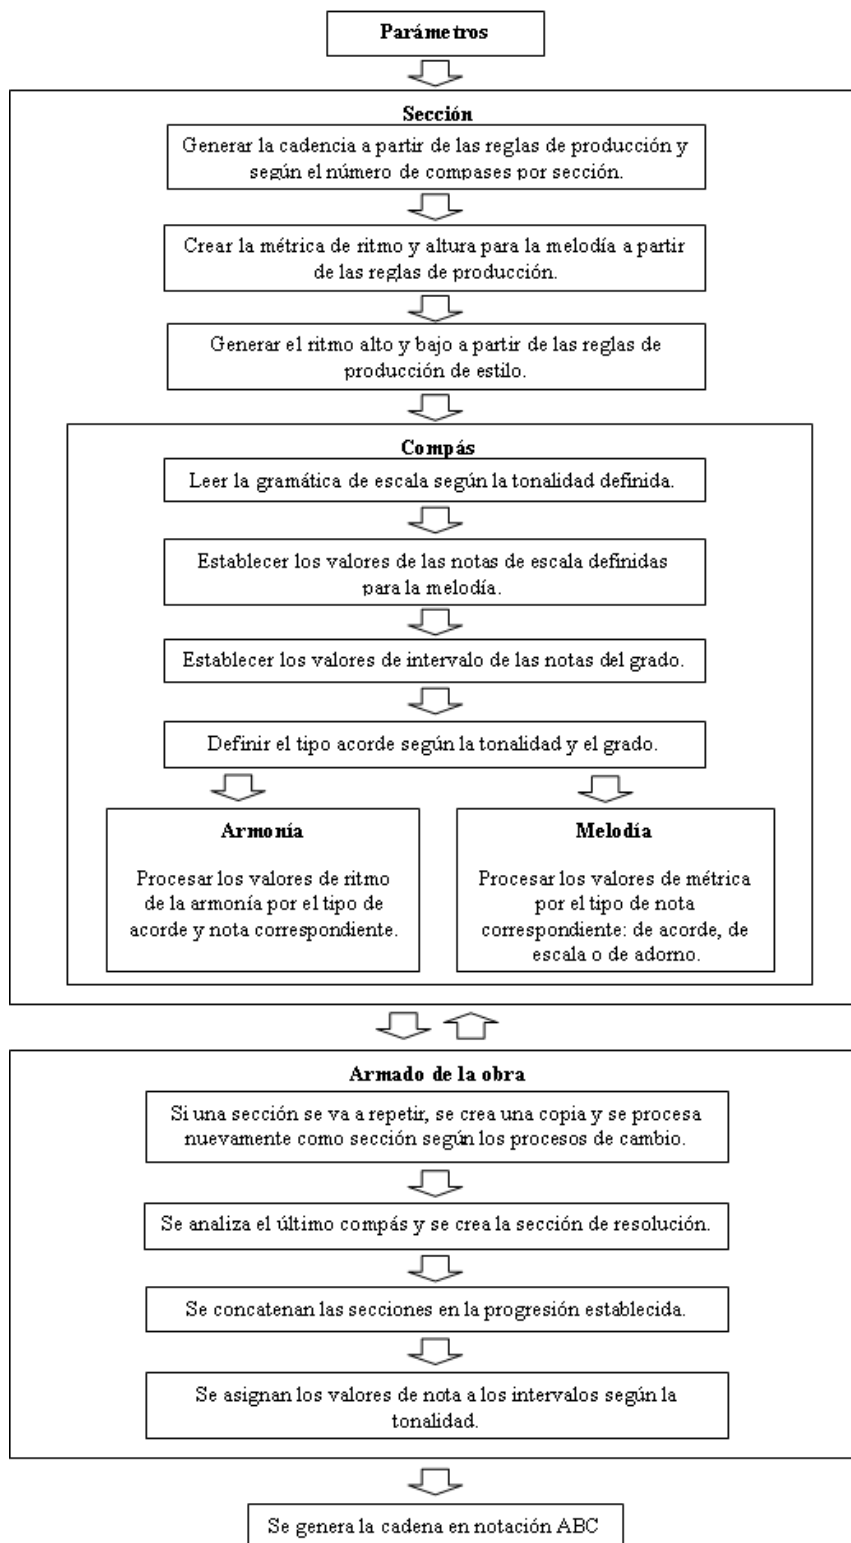 Parámetros
Sección
Generar la cadencia a partir de las reglas de producción y
según el número de compases por sección.
Crear la métrica de ritmo y altura para la melodía a partir
de las reglas de producción.
Generar el ritmo alto y bajo a partir de las reglas de
producción de estilo.
Compás
Leer la gramática de escala según la tonalidad definida.
Establecer los valores de las notas de escala definidas
para la melodía.
Establecer los valores de intervalo de las notas del grado.
Definir el tipo acorde según la tonalidad y el grado.
Armonía
Procesar los valores de ritmo
de la armonía por el tipo de
acorde y nota correspondiente.
Melodía
Procesar los valores de métrica
por el tipo de nota
correspondiente: de acorde, de
escala o de adorno.
Armado de la obra
Si una sección se va a repetir, se crea una copia y se procesa
nuevamente como sección según los procesos de cambio.
Se analiza el último compás y se crea la sección de resolución.
Se concatenan las secciones en la progresión establecida.
Se asignan los valores de nota a los intervalos según la
tonalidad.
Se genera la cadena en notación ABC